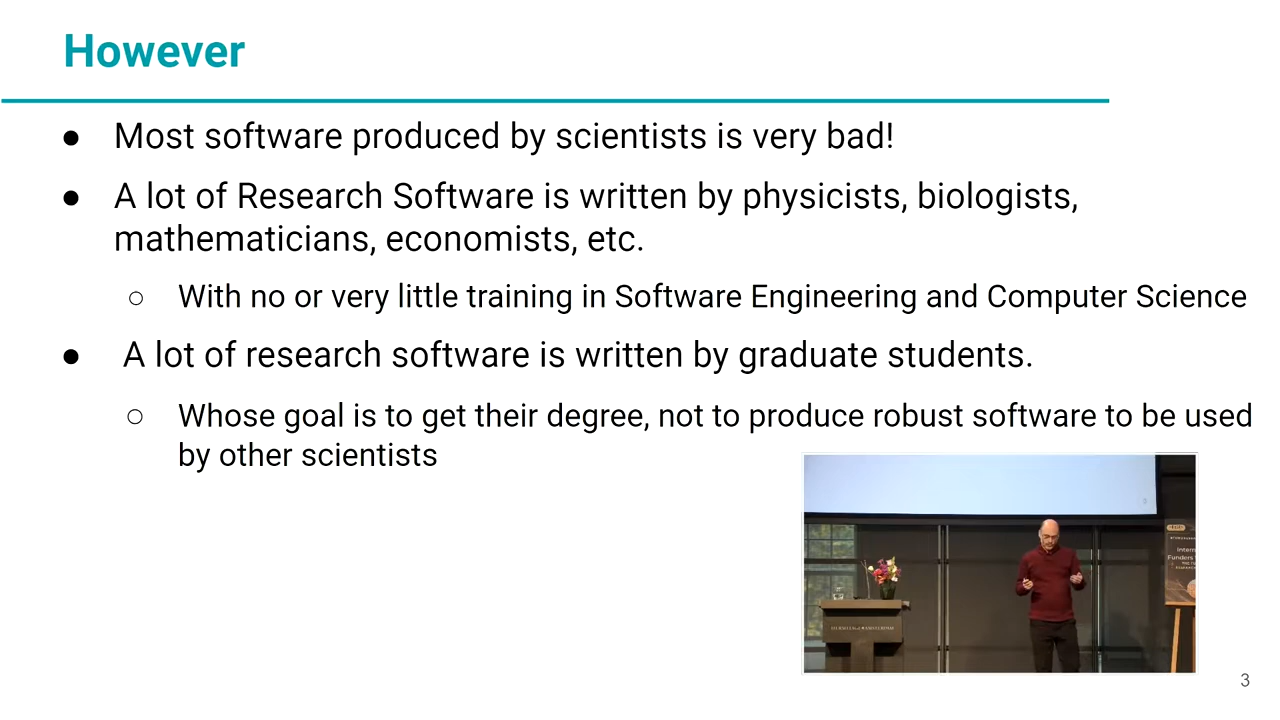 However
● Most software produced by scientists is very bad!
● A lot of Research Software is written by physicists, biologists,
mathematicians, economists, etc.
○ With no or very little training in Software Engineering and Computer Science
● A lot of research software is written by graduate students.
○ Whose goal is to get their degree, not to produce robust software to be used
by other scientists
Funders
3